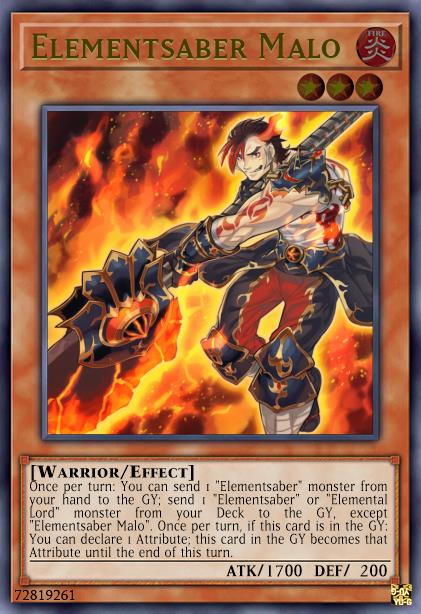 Elementsaber Malo
FIRE
炎
[Warrior/Effect]
Once per turn: You can send 1 "Elementsaber" monster from
your hand to the GY; send 1 "Elementsaber" or "Elemental
Lord" monster from your Deck to the GY, except
"Elementsaber Malo". Once per turn, if this card is in the GY:
You can declare 1 Attribute; this card in the GY becomes that
Attribute until the end of this turn.
ATK/1700 DEF/ 200
72819261